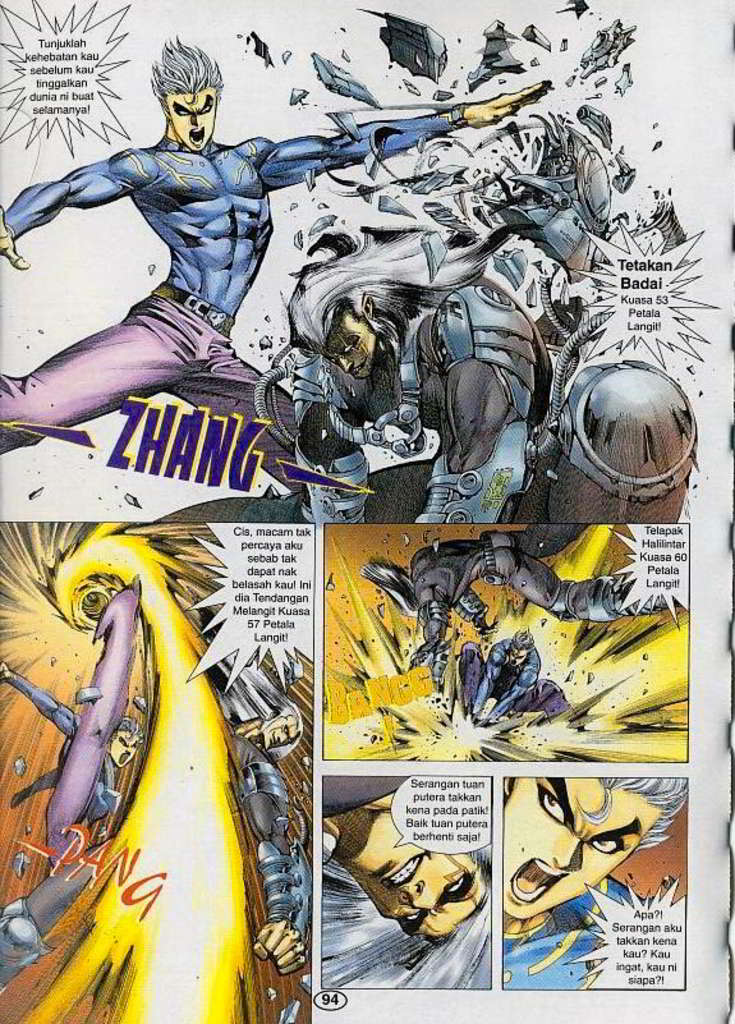 Tunjuklah
kehebatan kau
sebelum kau
tinggalkan
dunia ni buat
selamanya!
Tetakan
Badai
Kuasa 53
Petala
Langit!
ZHANG
Cis, macam tak
percaya aku
sebab tak
dapat nak
belasah kau! Ini
dia Tendangan
Melangit Kuasa
57 Petala
Langit!
PANG
Telapak
Halilintar
Kuasa 60
Petala
Langit!
BANGG
Serangan tuan
putera takkan
kena pada patik!
Baik tuan putera
berhenti saja!
Apa?!
Serangan aku
takkan kena
kau? Kau
ingat, kau ni
siapa?!
94